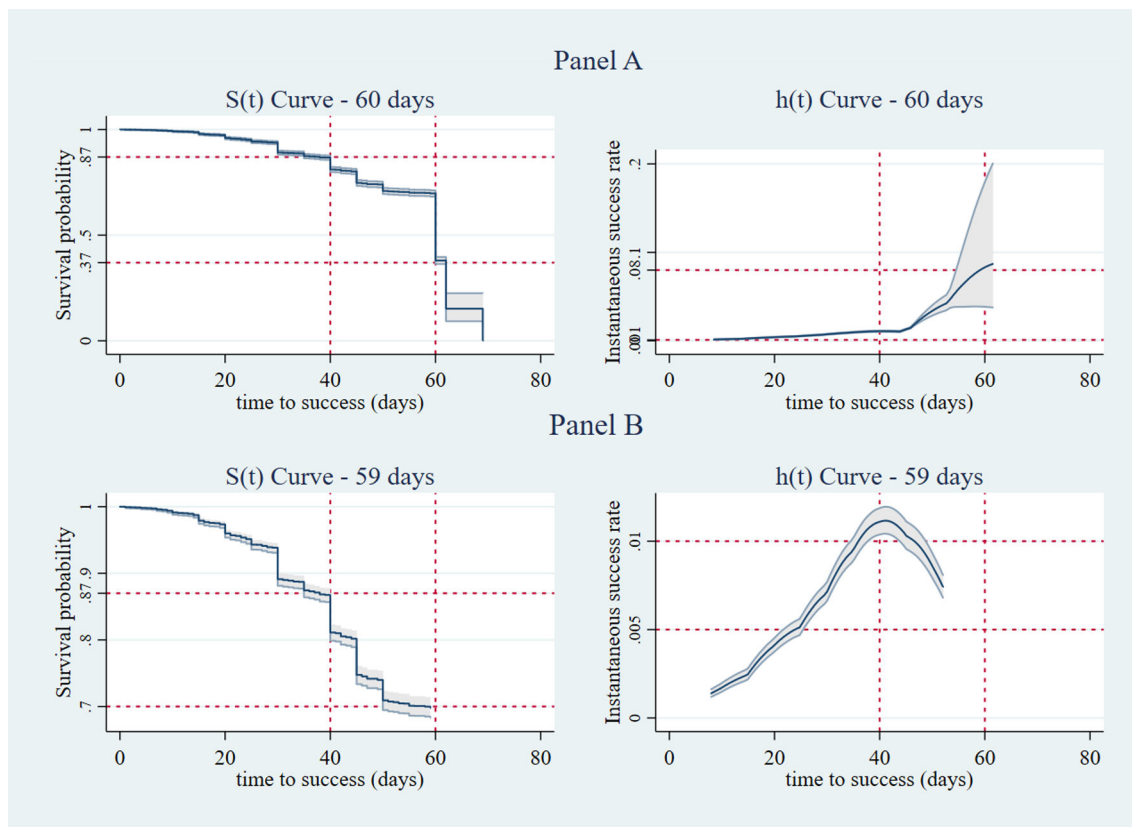 Panel A
S(t) Curve - 60 days
Survival probability
1
.87
.5
.37
0
0 20 40 60 80
time to success (days)
h(t) Curve - 60 days
Instantaneous success rate
.2
.1
.08
.001
0
0 20 40 60 80
time to success (days)
Panel B
S(t) Curve - 59 days
Survival probability
1
.9
.87
.8
.7
0 20 40 60 80
time to success (days)
h(t) Curve - 59 days
Instantaneous success rate
.01
.005
0
0 20 40 60 80
time to success (days)